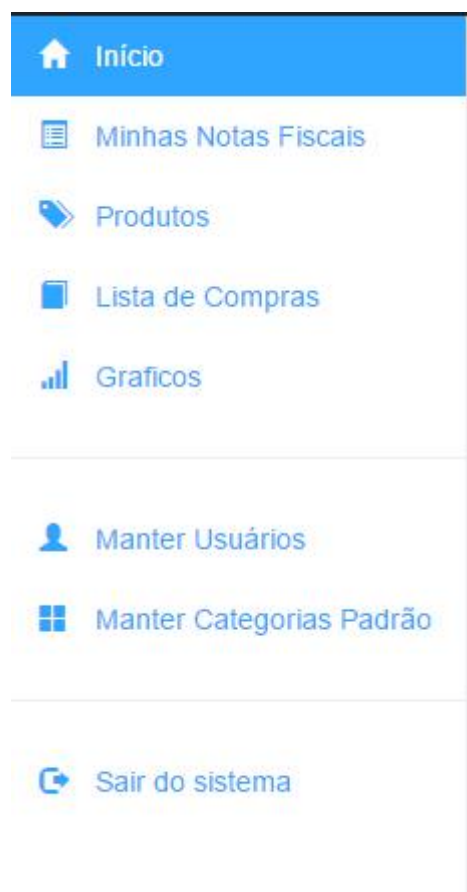 Início
Minhas Notas Fiscais
Produtos
Lista de Compras
Graficos
Manter Usuários
Manter Categorias Padrão
Sair do sistema